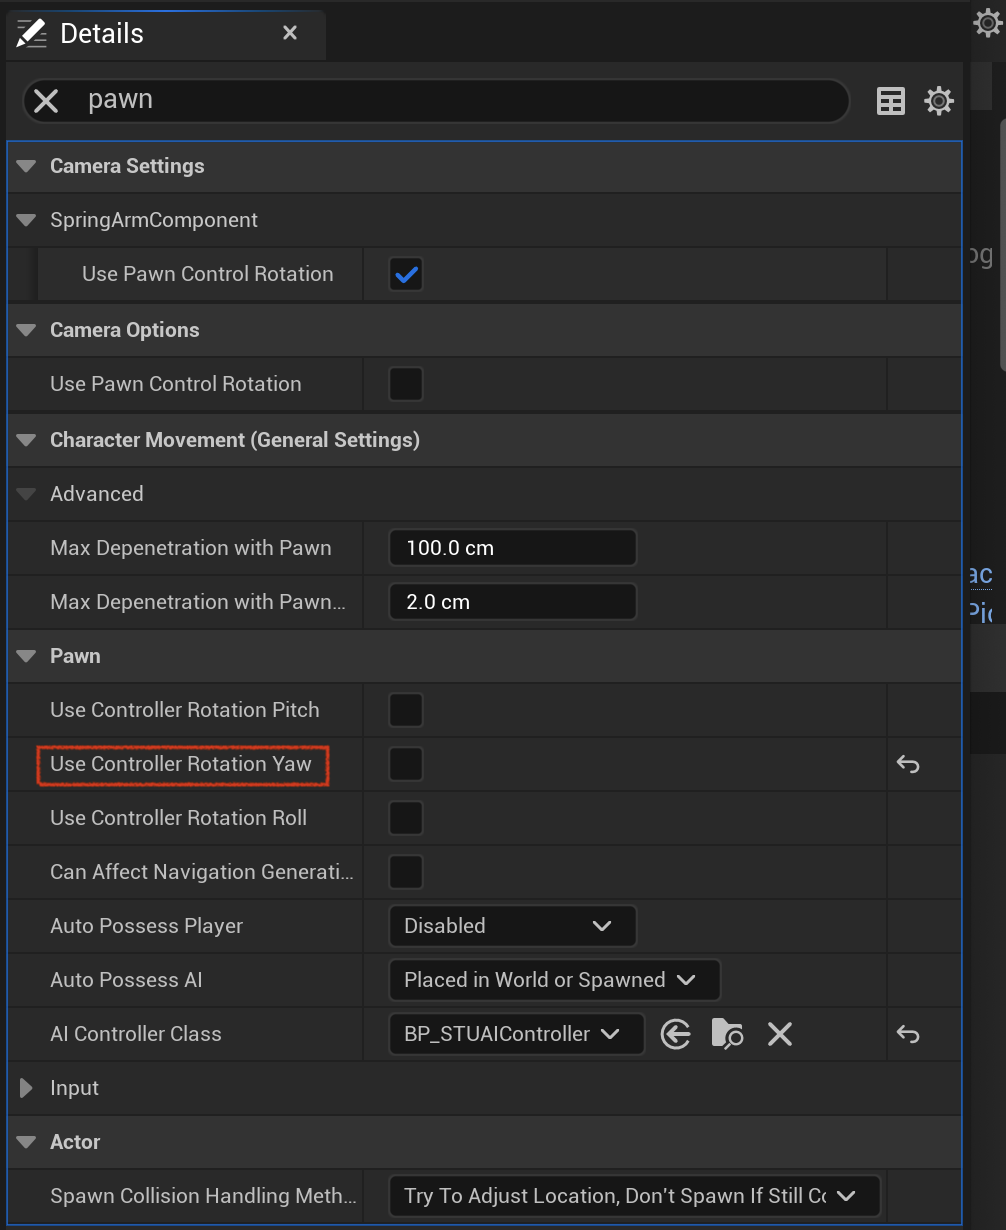 Details
pawn
Camera Settings
SpringArmComponent
Use Pawn Control Rotation
Camera Options
Use Pawn Control Rotation
Character Movement (General Settings)
Advanced
Max Depenetration with Pawn 100.0 cm
Max Depenetration with Pawn... 2.0 cm
Pawn
Use Controller Rotation Pitch
Use Controller Rotation Yaw
Use Controller Rotation Roll
Can Affect Navigation Generati...
Auto Possess Player Disabled
Auto Possess AI Placed in World or Spawned
AI Controller Class BP_STUAIController
Input
Actor
Spawn Collision Handling Meth... Try To Adjust Location, Don't Spawn If Still